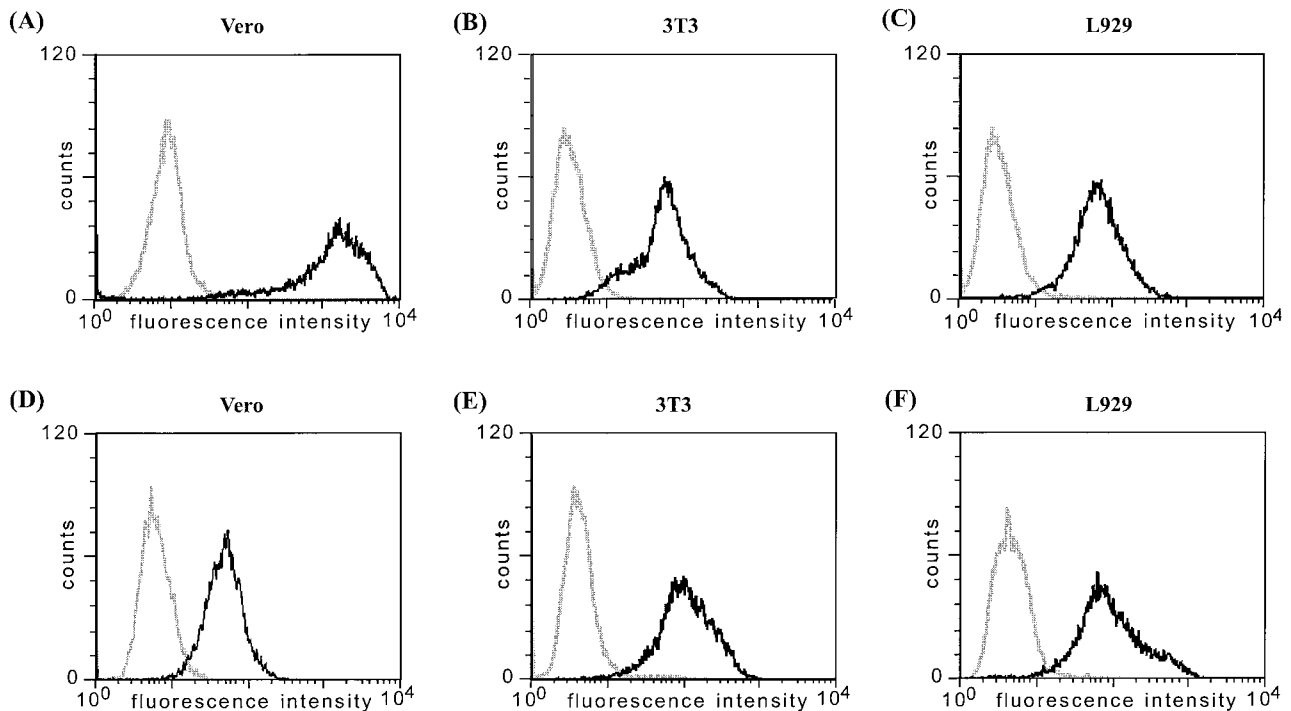 (A) Vero
120
counts
0
10^0 fluorescence intensity 10^4
(B) 3T3
120
counts
0
10^0 fluorescence intensity 10^4
(C) L929
120
counts
0
10^0 fluorescence intensity 10^4
(D) Vero
120
counts
0
10^0 fluorescence intensity 10^4
(E) 3T3
120
counts
0
10^0 fluorescence intensity 10^4
(F) L929
120
counts
0
10^0 fluorescence intensity 10^4